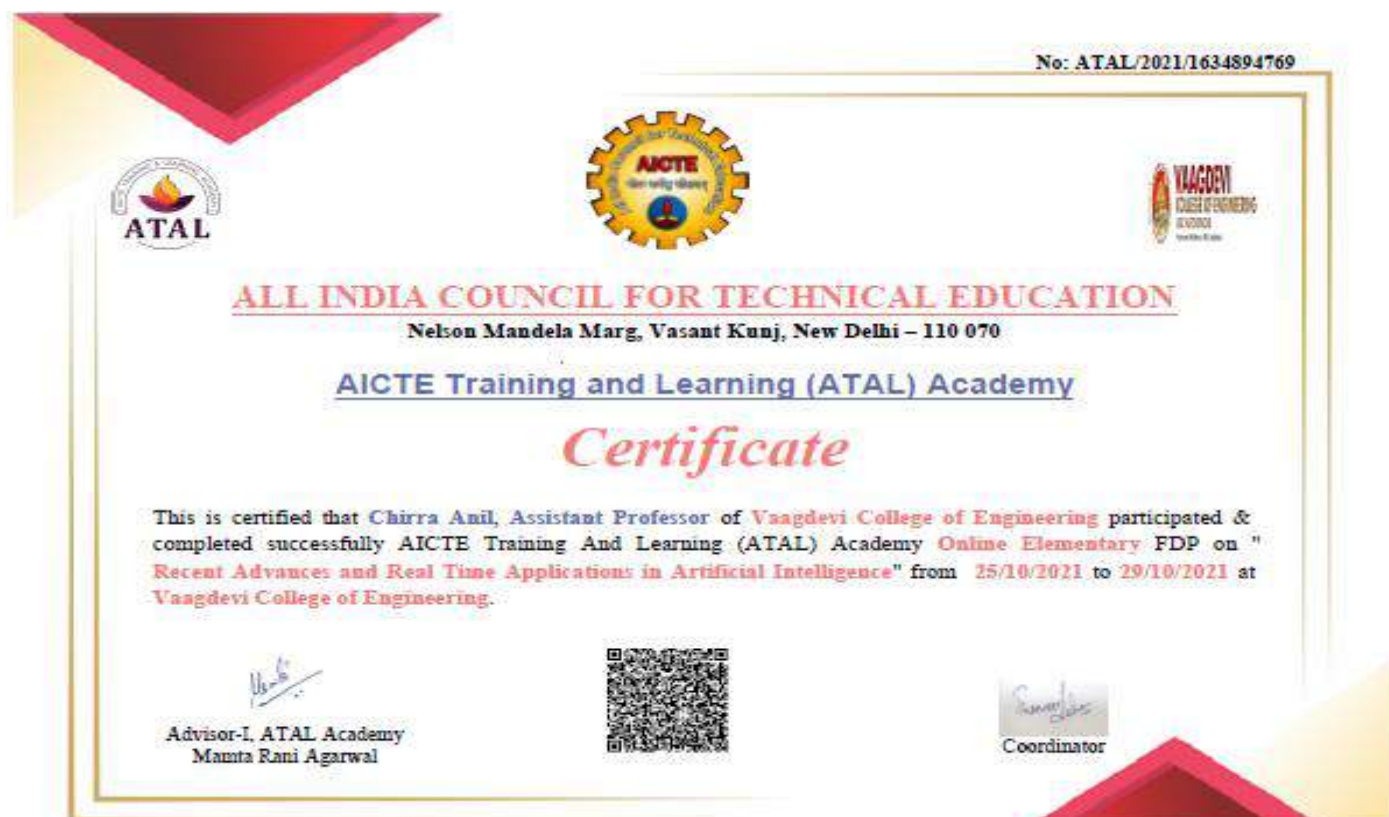 No: ATAL/2021/1634894769
AICTE
ATAL
VAAGDEVI
COLLEGE OF ENGINEERING
ALL INDIA COUNCIL FOR TECHNICAL EDUCATION
Nelson Mandela Marg, Vasant Kunj, New Delhi – 110 070
AICTE Training and Learning (ATAL) Academy
Certificate
This is certified that Chirra Anil, Assistant Professor of Vaagdevi College of Engineering participated &
completed successfully AICTE Training And Learning (ATAL) Academy Online Elementary FDP on "
Recent Advances and Real Time Applications in Artificial Intelligence" from 25/10/2021 to 29/10/2021 at
Vaagdevi College of Engineering.
Advisor-I, ATAL Academy
Mamta Rani Agarwal
Coordinator